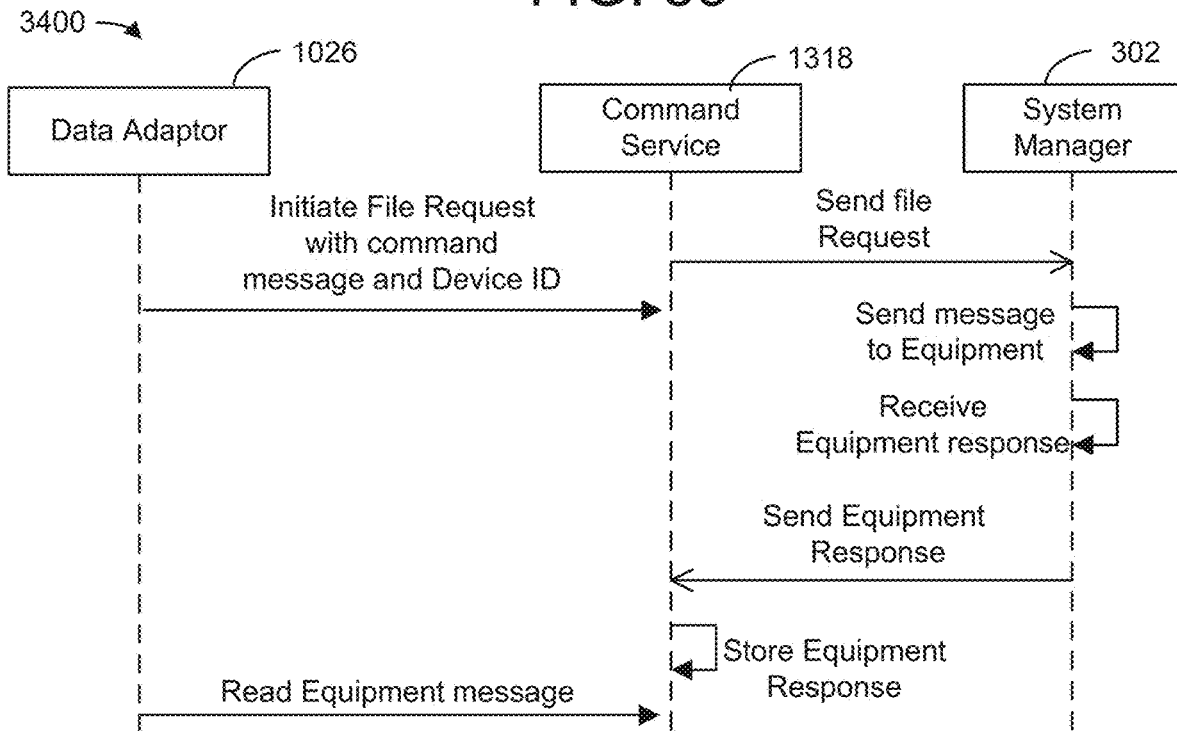 3400
1026
1318
302
Data Adaptor
Command
Service
System
Manager
Initiate File Request
with command
message and Device ID
Send file
Request
Send message
to Equipment
Receive
Equipment response
Send Equipment
Response
Store Equipment
Response
Read Equipment message